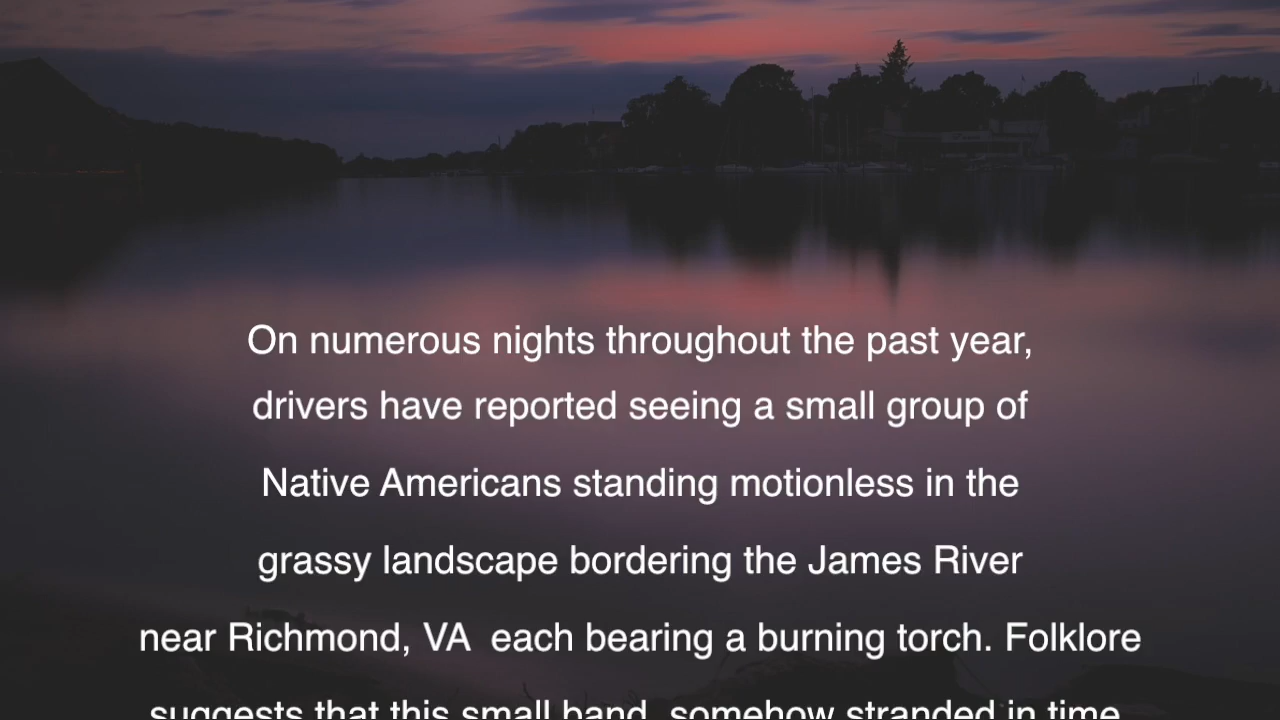 On numerous nights throughout the past year,
drivers have reported seeing a small group of
Native Americans standing motionless in the
grassy landscape bordering the James River
near Richmond, VA  each bearing a burning torch. Folklore
suggests that this small band, somehow stranded in time